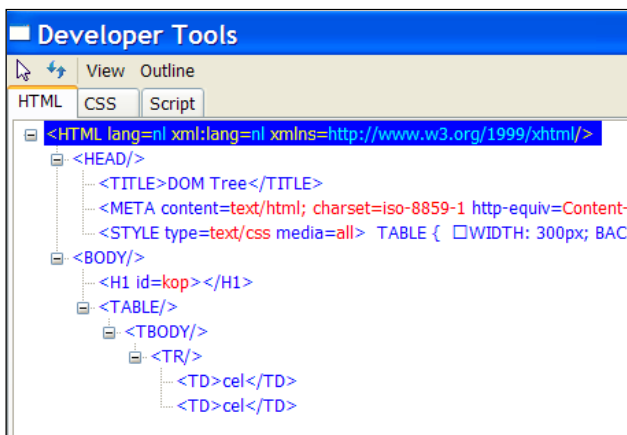 Developer Tools
View Outline
HTML CSS Script
<HTML lang=nl xml:lang=nl xmlns=http://www.w3.org/1999/xhtml/>
<HEAD/>
<TITLE>DOM Tree</TITLE>
<META content=text/html; charset=iso-8859-1 http-equiv=Content-
<STYLE type=text/css media=all> TABLE { □WIDTH: 300px; BAC
<BODY/>
<H1 id=kop></H1>
<TABLE/>
<TBODY/>
<TR/>
<TD>cel</TD>
<TD>cel</TD>